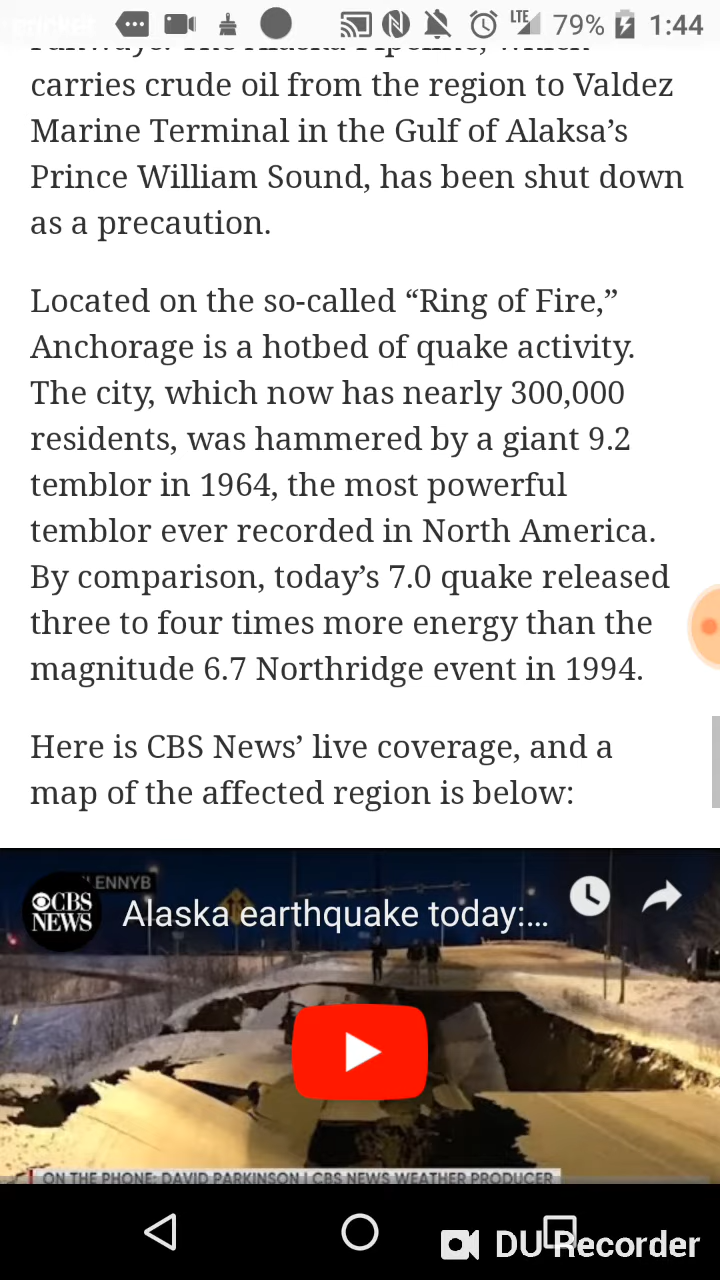 LTE 79% 1:44
carries crude oil from the region to Valdez
Marine Terminal in the Gulf of Alaksa’s
Prince William Sound, has been shut down
as a precaution.
Located on the so-called “Ring of Fire,”
Anchorage is a hotbed of quake activity.
The city, which now has nearly 300,000
residents, was hammered by a giant 9.2
temblor in 1964, the most powerful
temblor ever recorded in North America.
By comparison, today’s 7.0 quake released
three to four times more energy than the
magnitude 6.7 Northridge event in 1994.
Here is CBS News’ live coverage, and a
map of the affected region is below:
LENNYB
CBS
NEWS
Alaska earthquake today:...
ON THE PHONE: DAVID PARKINSON | CBS NEWS WEATHER PRODUCER
DU Recorder